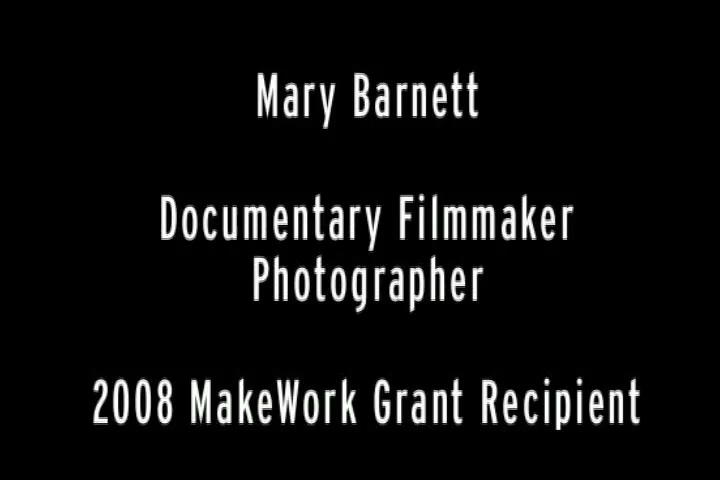 Mary Barnett
Documentary Filmmaker
Photographer
2008 MakeWork Grant Recipient